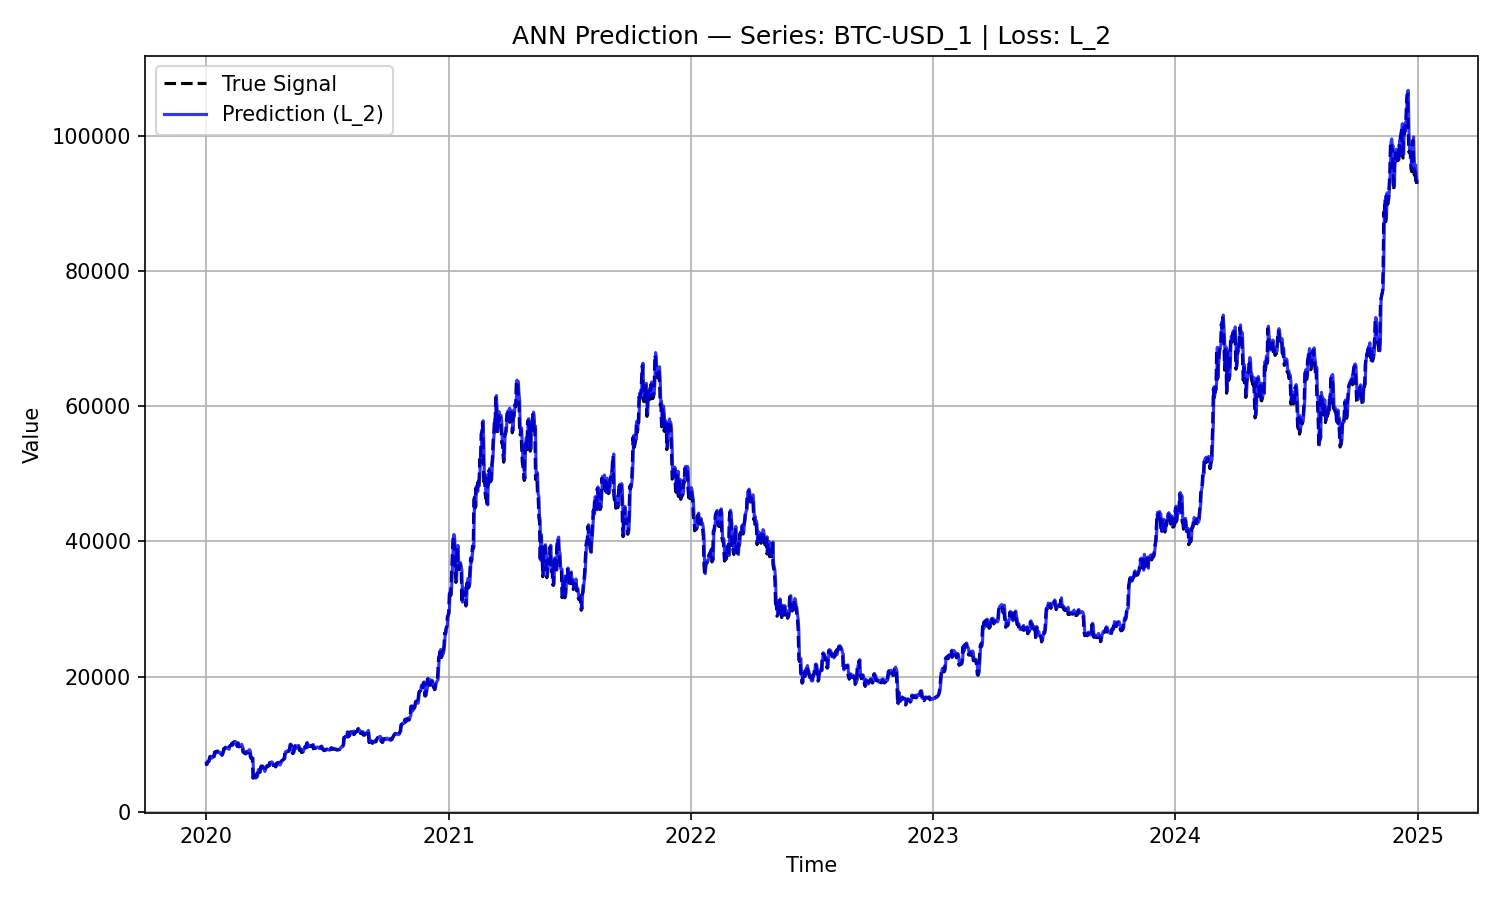 ANN Prediction — Series: BTC-USD_1 | Loss: L_2
True Signal
Prediction (L_2)
100000
80000
60000
40000
20000
0
Value
2020 2021 2022 2023 2024 2025
Time